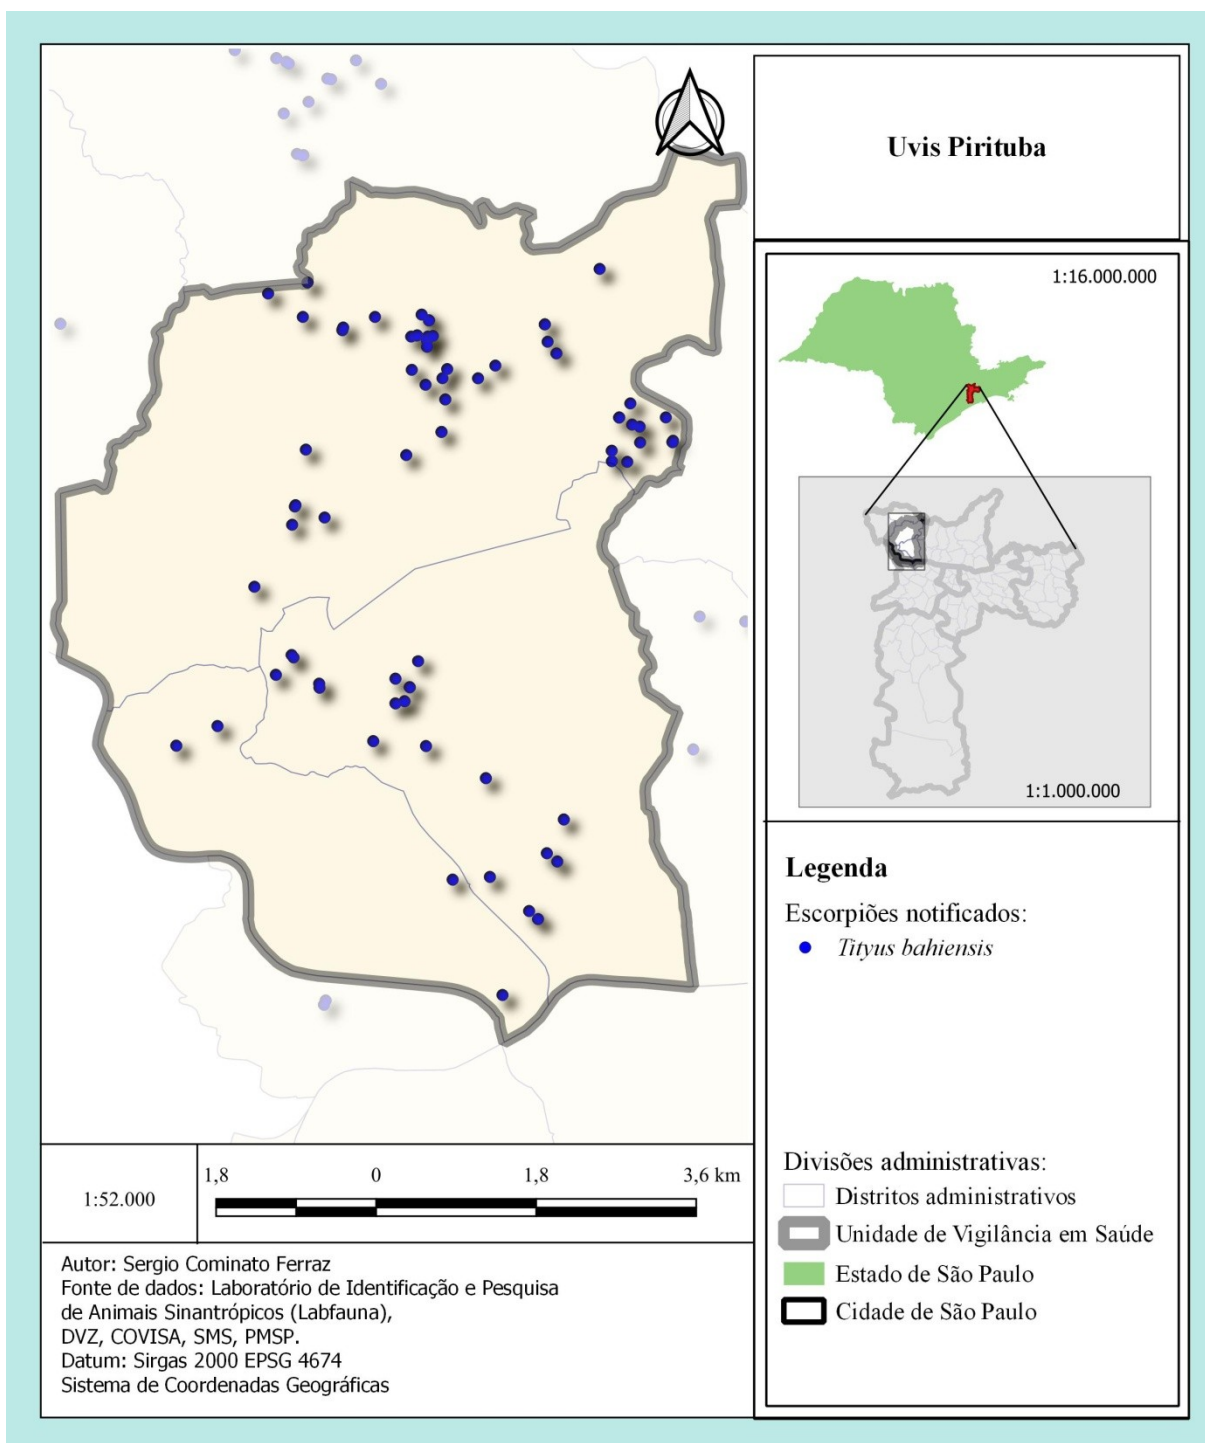 Uvis Pirituba
1:16.000.000
1:1.000.000
Legenda
Escorpiões notificados:
Tityus bahiensis
Divisões administrativas:
Distritos administrativos
Unidade de Vigilância em Saúde
Estado de São Paulo
Cidade de São Paulo
1:52.000
1,8 0 1,8 3,6 km
Autor: Sergio Cominato Ferraz
Fonte de dados: Laboratório de Identificação e Pesquisa
de Animais Sinantrópicos (Labfauna),
DVZ, COVISA, SMS, PMSP.
Datum: Sirgas 2000 EPSG 4674
Sistema de Coordenadas Geográficas